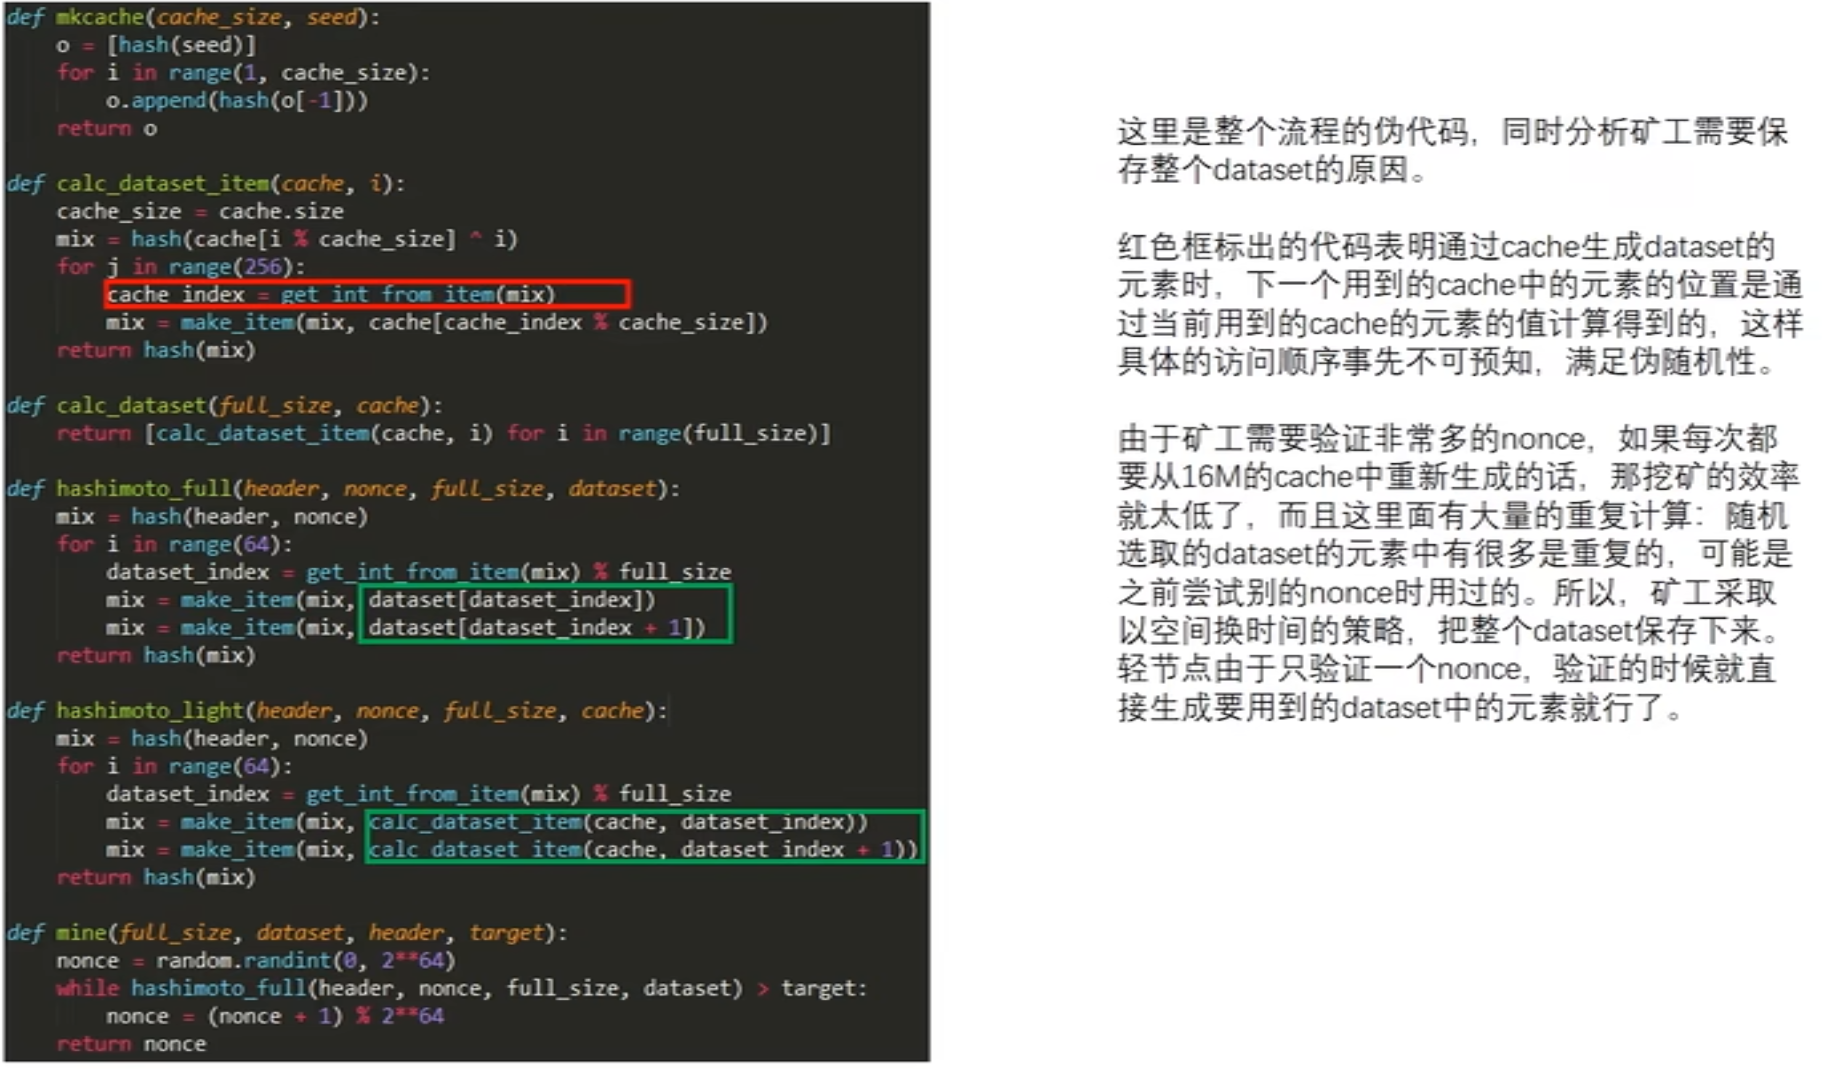 def mkcache(cache_size, seed):
    o = [hash(seed)]
    for i in range(1, cache_size):
        o.append(hash(o[-1]))
    return o

def calc_dataset_item(cache, i):
    cache_size = cache.size
    mix = hash(cache[i % cache_size] ^ i)
    for j in range(256):
        cache_index = get_int_from_item(mix)
        mix = make_item(mix, cache[cache_index % cache_size])
    return hash(mix)

def calc_dataset(full_size, cache):
    return [calc_dataset_item(cache, i) for i in range(full_size)]

def hashimoto_full(header, nonce, full_size, dataset):
    mix = hash(header, nonce)
    for i in range(64):
        dataset_index = get_int_from_item(mix) % full_size
        mix = make_item(mix, dataset[dataset_index])
        mix = make_item(mix, dataset[dataset_index + 1])
    return hash(mix)

def hashimoto_light(header, nonce, full_size, cache):
    mix = hash(header, nonce)
    for i in range(64):
        dataset_index = get_int_from_item(mix) % full_size
        mix = make_item(mix, calc_dataset_item(cache, dataset_index))
        mix = make_item(mix, calc_dataset_item(cache, dataset_index + 1))
    return hash(mix)

def mine(full_size, dataset, header, target):
    nonce = random.randint(0, 2**64)
    while hashimoto_full(header, nonce, full_size, dataset) > target:
        nonce = (nonce + 1) % 2**64
    return nonce

这里是整个流程的伪代码，同时分析矿工需要保
存整个dataset的原因。

红色框标出的代码表明通过cache生成dataset的
元素时，下一个用到的cache中的元素的位置是通
过当前用到的cache的元素的值计算得到的，这样
具体的访问顺序事先不可预知，满足伪随机性。

由于矿工需要验证非常多的nonce，如果每次都
要从16M的cache中重新生成的话，那挖矿的效率
就太低了，而且这里面有大量的重复计算：随机
选取的dataset的元素中有很多是重复的，可能是
之前尝试别的nonce时用过的。所以，矿工采取
以空间换时间的策略，把整个dataset保存下来。
轻节点由于只验证一个nonce，验证的时候就直
接生成要用到的dataset中的元素就行了。